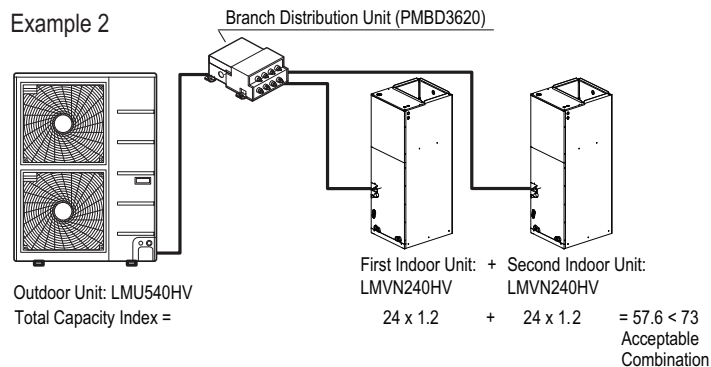 Example 2
Branch Distribution Unit (PMBD3620)
First Indoor Unit: + Second Indoor Unit:
LMVN240HV LMVN240HV
Outdoor Unit: LMU540HV
Total Capacity Index = 24 x 1.2 + 24 x 1.2 = 57.6 < 73
Acceptable
Combination